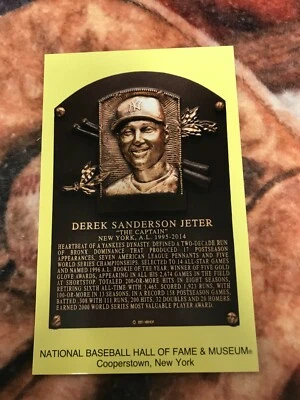 DEREK SANDERSON JETER
"THE CAPTAIN"
NEW YORK, A.L. 1995-2014
HEARTBEAT OF A YANKEES DYNASTY. DEFINED A TWO-DECADE RUN
OF BRONX DOMINANCE THAT PRODUCED 17 POSTSEASON
APPEARANCES, SEVEN AMERICAN LEAGUE PENNANTS AND FIVE
WORLD SERIES CHAMPIONSHIPS. SELECTED TO 14 ALL-STAR GAMES
AND NAMED 1996 A.L. ROOKIE OF THE YEAR. WINNER OF FIVE GOLD
GLOVE AWARDS, APPEARING IN ALL HIS 2,674 GAMES IN THE FIELD
AT SHORTSTOP. TOTALED 200-OR-MORE HITS IN EIGHT SEASONS,
RETIRING SIXTH ALL-TIME WITH 3,465. SCORED 1,923 RUNS, WITH
100-OR-MORE IN 13 SEASONS. IN A RECORD 158 POSTSEASON GAMES,
BATTED .308 WITH 111 RUNS, 200 HITS, 32 DOUBLES AND 20 HOMERS.
EARNED 2000 WORLD SERIES MOST VALUABLE PLAYER AWARD.
NATIONAL BASEBALL HALL OF FAME & MUSEUM®
Cooperstown, New York